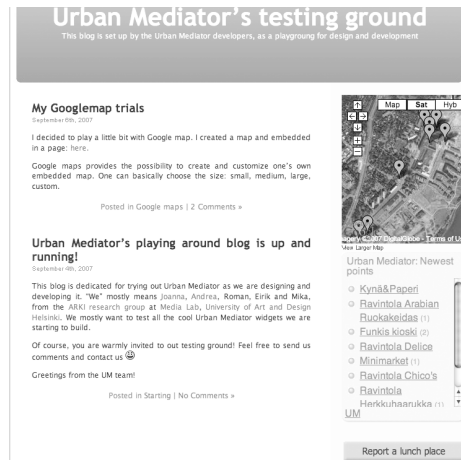 Urban Mediator's testing ground
This blog is set up by the Urban Mediator developers, as a playgroung for design and development
My Googlemap trials
September 6th, 2007
I decided to play a little bit with Google map. I created a map and embedded
in a page: here.
Google maps provides the possibility to create and customize one's own
embedded map. One can basically choose the size: small, medium, large,
custom.
Posted in Google maps | 2 Comments »
Urban Mediator's playing around blog is up and
running!
September 4th, 2007
This blog is dedicated for trying out Urban Mediator as we are designing and
developing it. "We" mostly means Joanna, Andrea, Roman, Eirik and Mika,
from the ARKI research group at Media Lab, University of Art and Design
Helsinki. We mostly want to test all the cool Urban Mediator widgets we are
starting to build.
Of course, you are warmly invited to out testing ground! Feel free to send us
comments and contact us
Greetings from the UM team!
Posted in Starting | No Comments »
Map Sat Hyb
2007 DigitalGlobe - Terms of U
View Larger Map
Urban Mediator: Newest
points
Kynä&Paperi
Ravintola Arabian
Ruokakeidas (1)
Funkis kioski (2)
Ravintola Delice
Minimarket (1)
Ravintola Chico's
Ravintola
Herkkuhaarukka (1)
UM
Report a lunch place